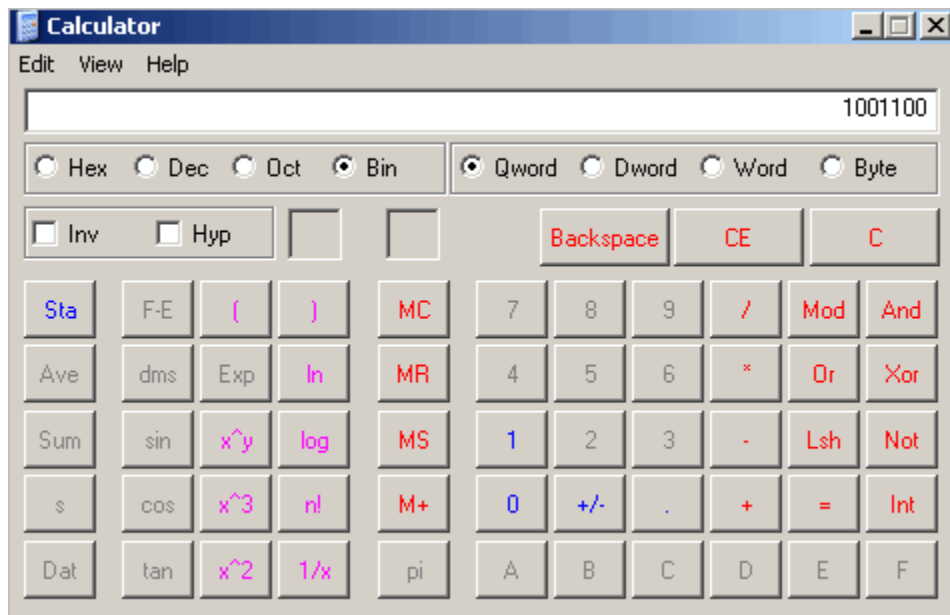 Calculator
Edit View Help
1001100
Hex Dec Oct Bin Qword Dword Word Byte
Inv Hyp Backspace CE C
Sta F-E ( ) MC 7 8 9 / Mod And
Ave dms Exp ln MR 4 5 6 * Or Xor
Sum sin x^y log MS 1 2 3 - Lsh Not
s cos x^3 n! M+ 0 +/- . + = Int
Dat tan x^2 1/x pi A B C D E F